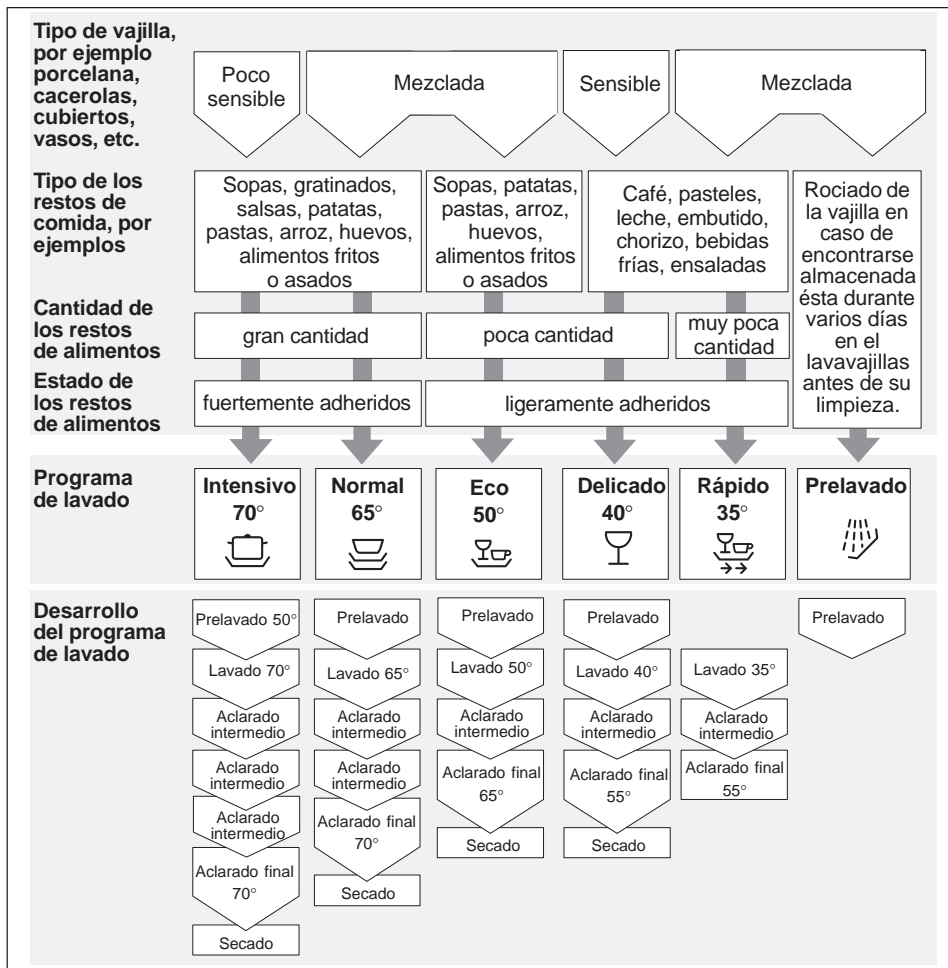 Tipo de vajilla,
por ejemplo
porcelana,
cacerolas,
cubiertos,
vasos, etc.
Poco
sensible
Mezclada
Sensible
Mezclada
Tipo de los
restos de
comida, por
ejemplos
Sopas, gratinados,
salsas, patatas,
pastas, arroz, huevos,
alimentos fritos
o asados
Sopas, patatas,
pastas, arroz,
huevos,
alimentos fritos
o asados
Café, pasteles,
leche, embutido,
chorizo, bebidas
frías, ensaladas
Rociado de
la vajilla en
caso de
encontrarse
almacenada
ésta durante
varios días
en el
lavavajillas
antes de su
limpieza.
Cantidad de
los restos
de alimentos
gran cantidad
poca cantidad
muy poca
cantidad
Estado de
los restos
de alimentos
fuertemente adheridos
ligeramente adheridos
Programa
de lavado
Intensivo
70°
Normal
65°
Eco
50°
Delicado
40°
Rápido
35°
Prelavado
Desarrollo
del programa
de lavado
Prelavado 50°
Lavado 70°
Aclarado
intermedio
Aclarado
intermedio
Aclarado
intermedio
Aclarado final
70°
Secado
Prelavado
Lavado 65°
Aclarado
intermedio
Aclarado
intermedio
Aclarado final
70°
Secado
Prelavado
Lavado 50°
Aclarado
intermedio
Aclarado final
65°
Secado
Prelavado
Lavado 40°
Aclarado
intermedio
Aclarado final
55°
Secado
Lavado 35°
Aclarado
intermedio
Aclarado final
55°
Prelavado